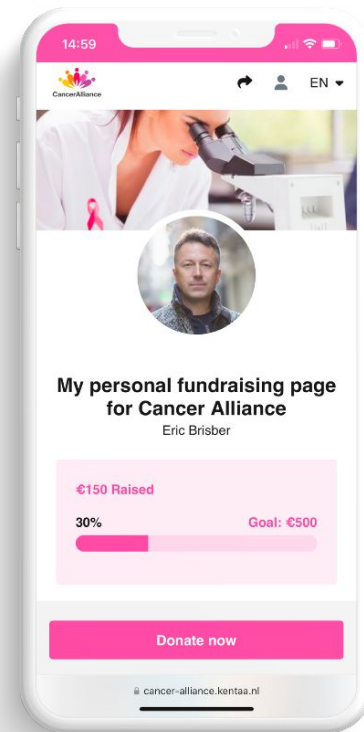 14:59
CancerAlliance
EN
My personal fundraising page
for Cancer Alliance
Eric Brisber
€150 Raised
30% Goal: €500
Donate now
cancer-alliance.kentaa.nl